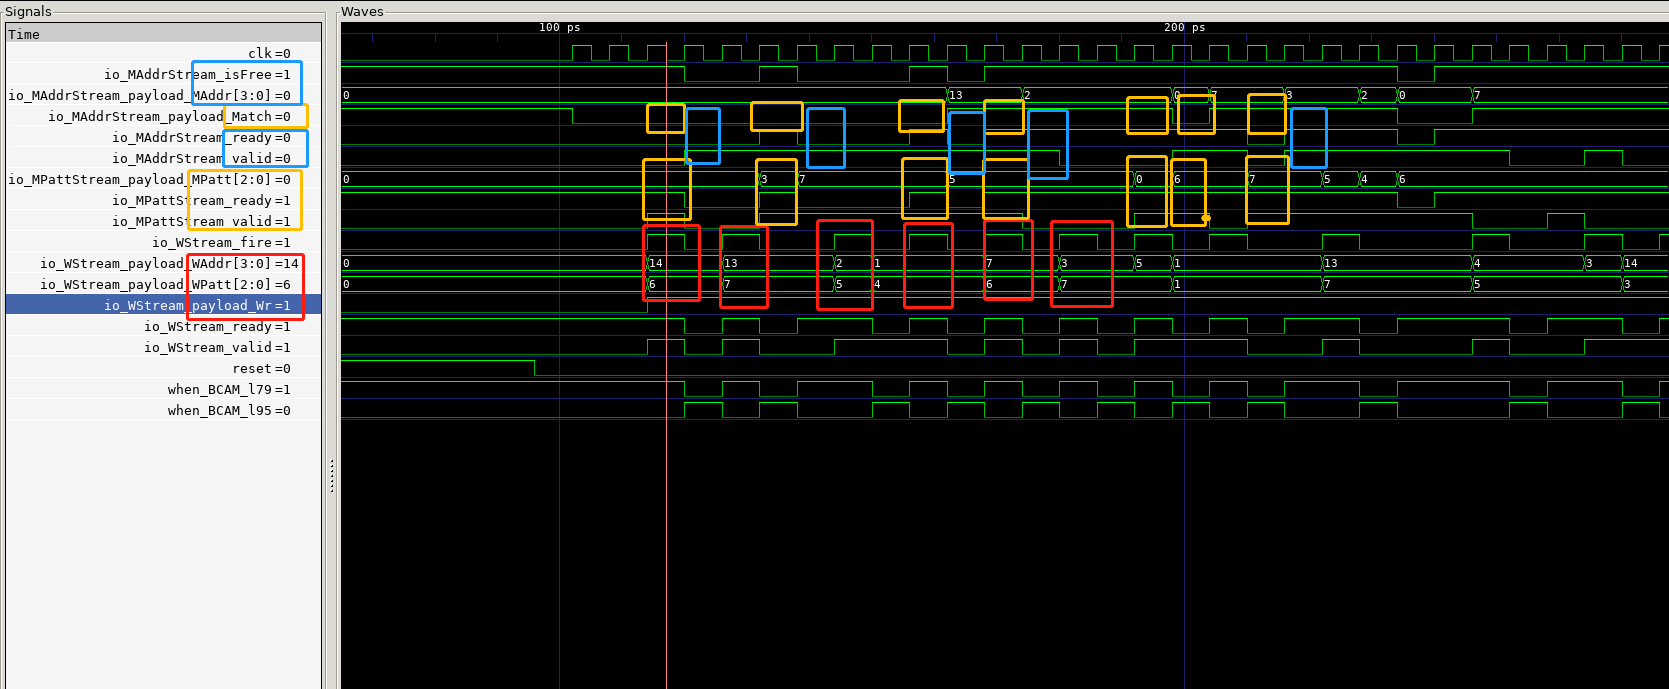 Signals
Waves
Time
100 ps
200 ps
clk=0
io_MAddrStream_isFree=1
io_MAddrStream_payload_MAddr[3:0]=0
0 13 2 0 7 3 2 0 7
io_MAddrStream_payload_Match=0
io_MAddrStream_ready=0
io_MAddrStream_valid=0
io_MPattStream_payload_MPatt[2:0]=0
0 3 7 5 0 6 7 5 4 6
io_MPattStream_ready=1
io_MPattStream_valid=1
io_WStream_fire=1
io_WStream_payload_WAddr[3:0]=14
0 14 13 2 1 7 3 5 1 13 4 3 14
io_WStream_payload_WPatt[2:0]=6
0 6 7 5 4 6 7 1 7 5 3
io_WStream_payload_Wr=1
io_WStream_ready=1
io_WStream_valid=1
reset=0
when_BCAM_l79=1
when_BCAM_l95=0